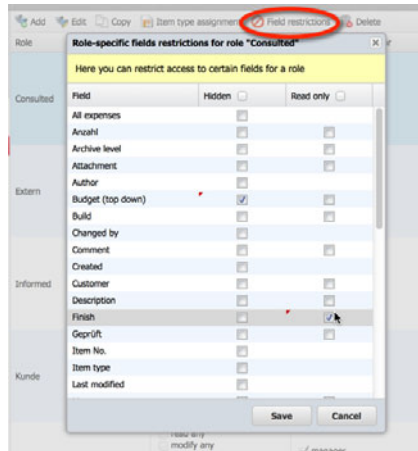 Add Edit Copy Item type assignment Field restrictions Delete
Role
Role-specific fields restrictions for role "Consulted"
Here you can restrict access to certain fields for a role
Field Hidden Read only
All expenses
Anzahl
Archive level
Attachment
Author
Budget (top down)
Build
Changed by
Comment
Created
Customer
Description
Finish
Geprüft
Item No.
Item type
Last modified
Save Cancel
Consulted
Extern
Informed
Kunde
modify any